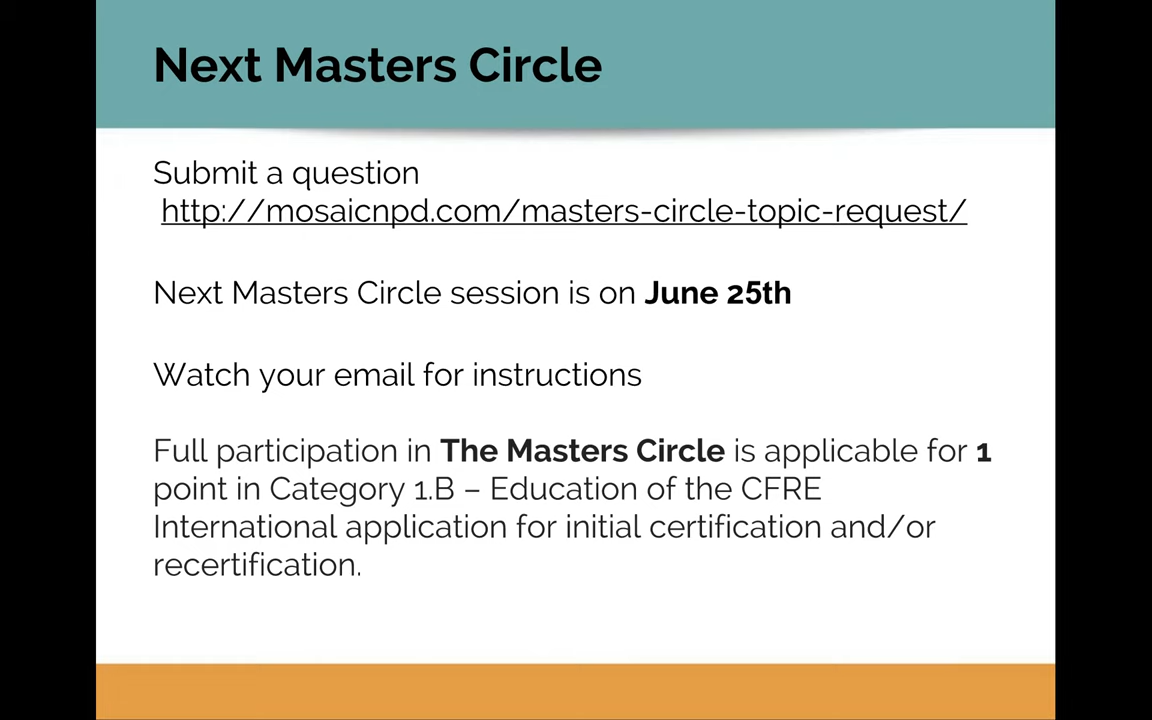 Next Masters Circle
Submit a question
http://mosaicnpd.com/masters-circle-topic-request/
Next Masters Circle session is on June 25th
Watch your email for instructions
Full participation in The Masters Circle is applicable for 1
point in Category 1.B – Education of the CFRE
International application for initial certification and/or
recertification.